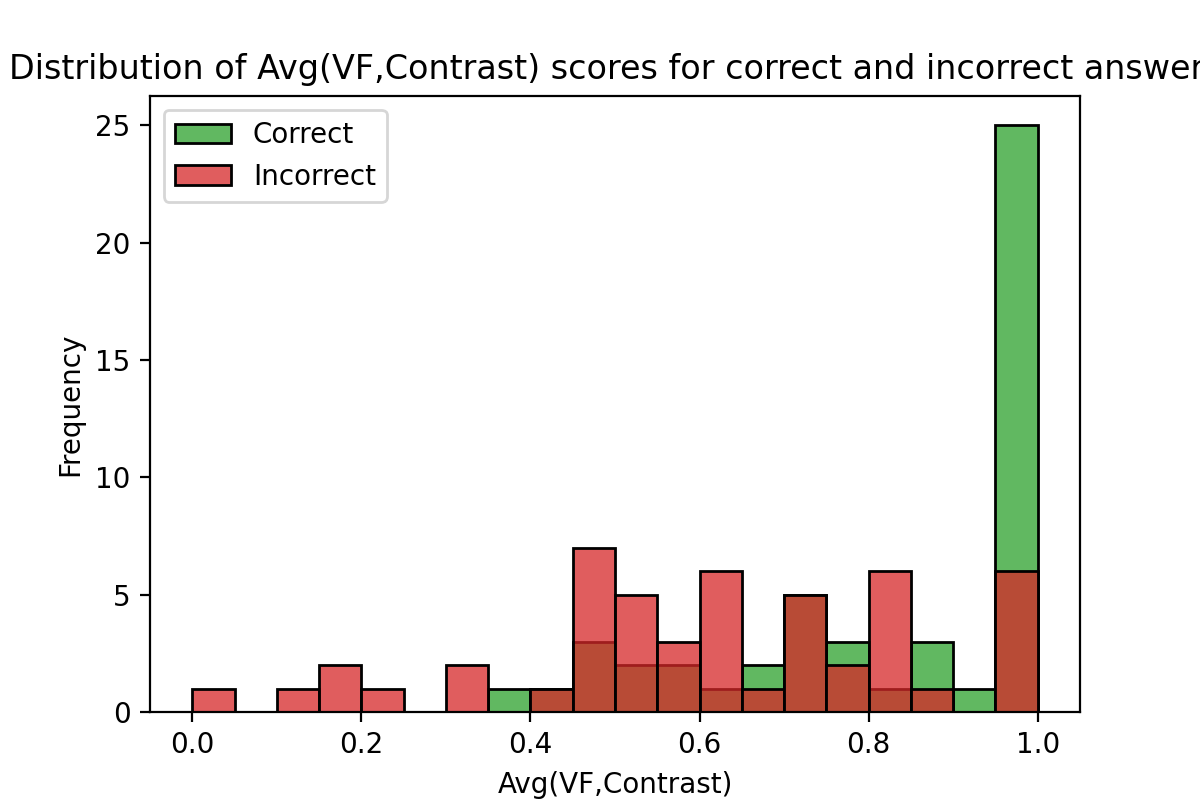 Distribution of Avg(VF,Contrast) scores for correct and incorrect answer
Correct
Incorrect
25
20
15
10
5
0
Frequency
0.0 0.2 0.4 0.6 0.8 1.0
Avg(VF,Contrast)